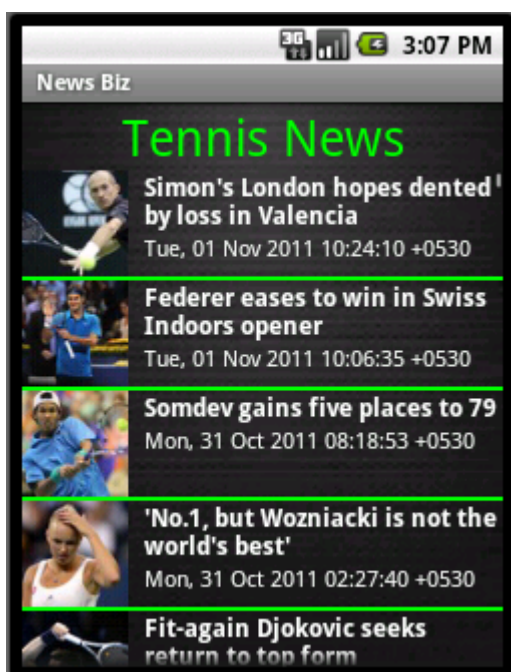 3G 3:07 PM
News Biz
Tennis News
Simon's London hopes dented
by loss in Valencia
Tue, 01 Nov 2011 10:24:10 +0530
Federer eases to win in Swiss
Indoors opener
Tue, 01 Nov 2011 10:06:35 +0530
Somdev gains five places to 79
Mon, 31 Oct 2011 08:18:53 +0530
'No.1, but Wozniacki is not the
world's best'
Mon, 31 Oct 2011 02:27:40 +0530
Fit-again Djokovic seeks
return to top form